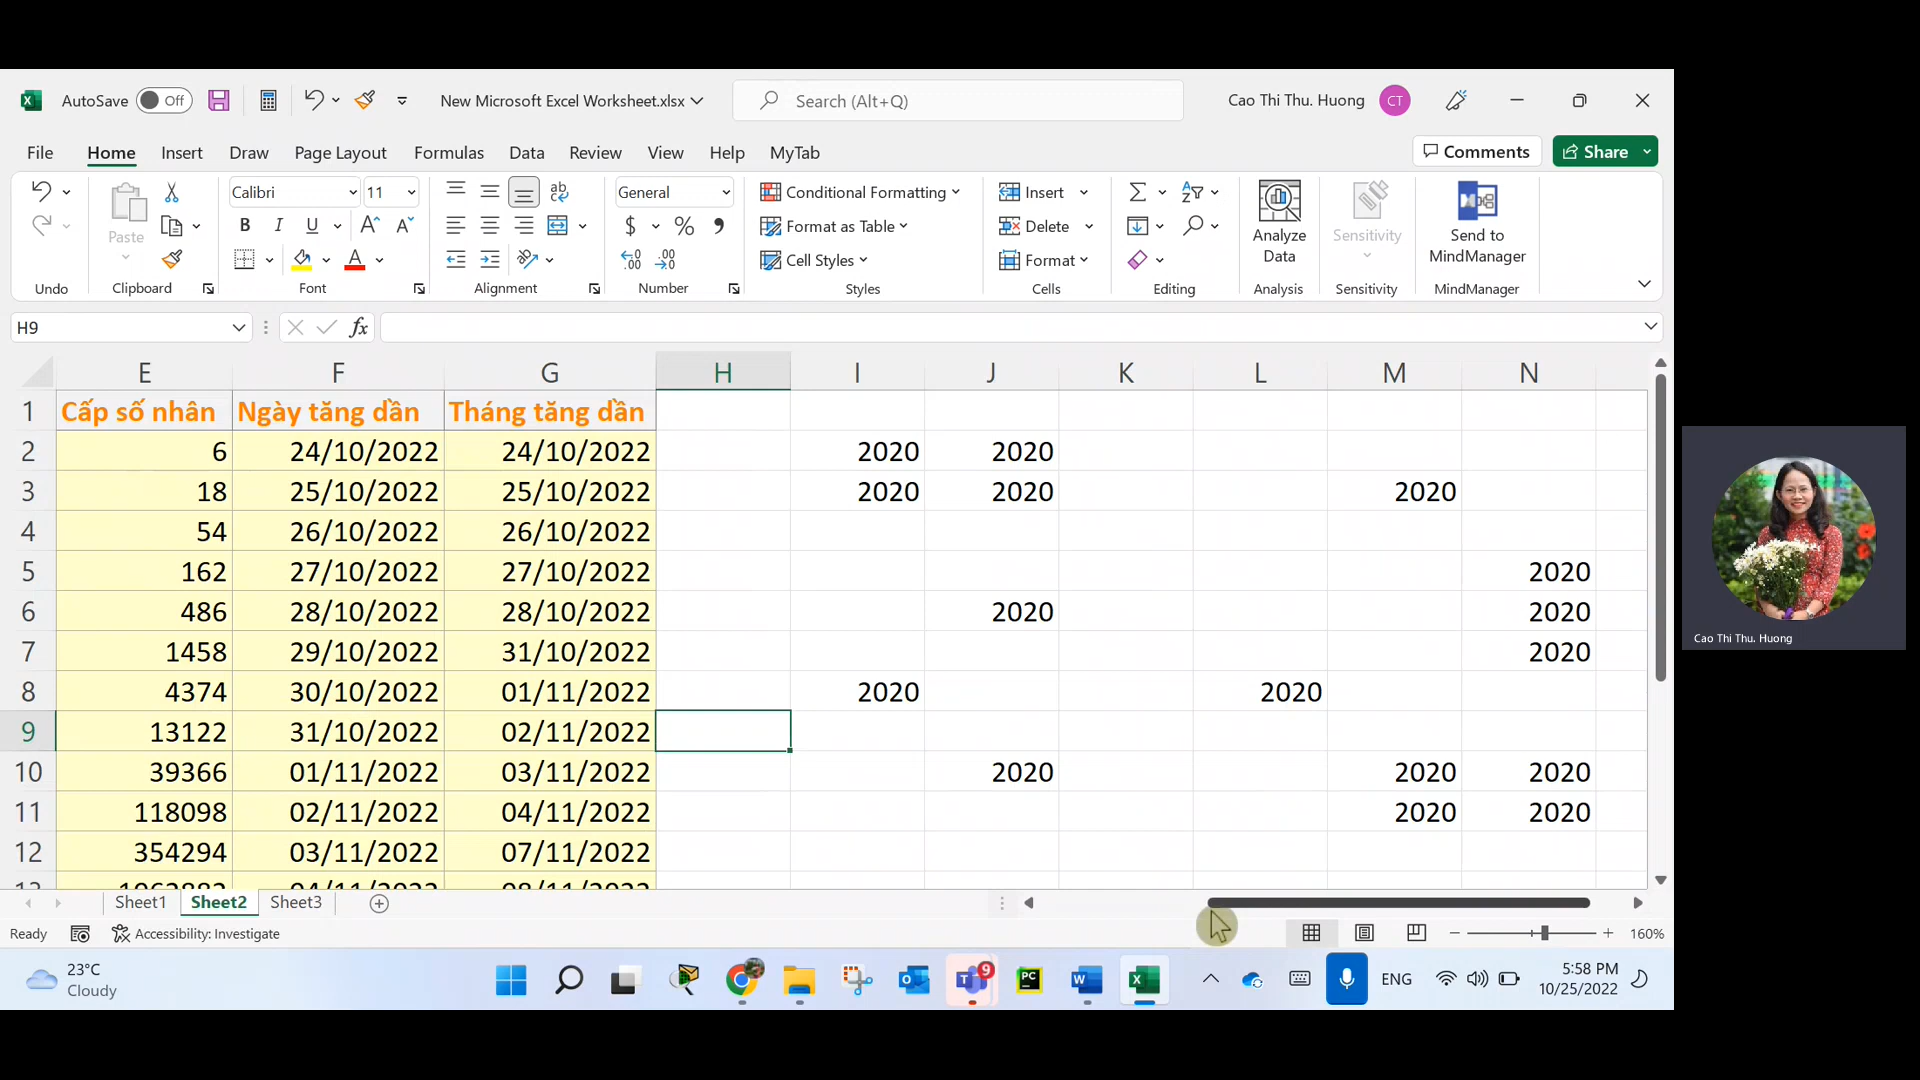 AutoSave Off New Microsoft Excel Worksheet.xlsx Search (Alt+Q) Cao Thi Thu. Huong CT
File Home Insert Draw Page Layout Formulas Data Review View Help MyTab Comments Share
Calibri 11 ab General Conditional Formatting Insert
Paste B I U A A $ % , Format as Table Delete Analyze Data Sensitivity Send to MindManager
A ab .00 .00 Cell Styles Format
Undo Clipboard Font Alignment Number Styles Cells Editing Analysis Sensitivity MindManager
H9 fx
E F G H I J K L M N
1 Cấp số nhân Ngày tăng dần Tháng tăng dần
2 6 24/10/2022 24/10/2022 2020 2020
3 18 25/10/2022 25/10/2022 2020 2020 2020
4 54 26/10/2022 26/10/2022
5 162 27/10/2022 27/10/2022 2020
6 486 28/10/2022 28/10/2022 2020 2020
7 1458 29/10/2022 31/10/2022 2020
8 4374 30/10/2022 01/11/2022 2020 2020
9 13122 31/10/2022 02/11/2022
10 39366 01/11/2022 03/11/2022 2020 2020 2020
11 118098 02/11/2022 04/11/2022 2020 2020
12 354294 03/11/2022 07/11/2022
Sheet1 Sheet2 Sheet3
Ready Accessibility: Investigate 160%
23°C
Cloudy
9 ENG 5:58 PM
10/25/2022
Cao Thi Thu. Huong